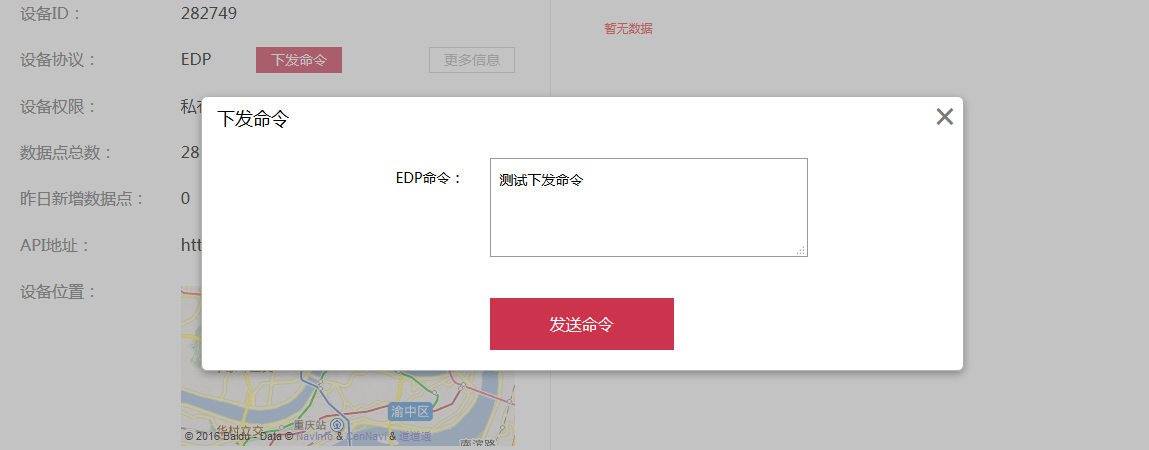 设备ID： 282749
暂无数据
设备协议： EDP 下发命令 更多信息
设备权限： 私
下发命令
数据点总数： 28
EDP命令： 测试下发命令
昨日新增数据点： 0
API地址： htt
设备位置：
发送命令
渝中区
重庆站
华村立交
© 2016 Baidu - Data © NavInfo & CenNavi & 道道通
南滨路